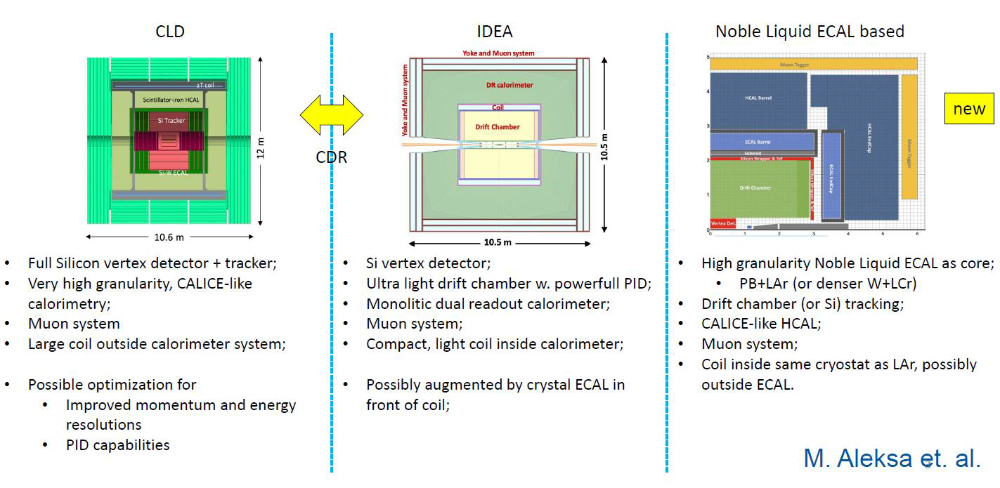 CLD
2T coil
Scintillator-iron HCAL
Si Tracker
Si-W ECAL
12 m
10.6 m
• Full Silicon vertex detector + tracker;
• Very high granularity, CALICE-like
calorimetry;
• Muon system
• Large coil outside calorimeter system;
• Possible optimization for
• Improved momentum and energy
resolutions
• PID capabilities
CDR
IDEA
Yoke and Muon system
Yoke and Muon system
DR calorimeter
Coil
Drift Chamber
10.5 m
10.5 m
• Si vertex detector;
• Ultra light drift chamber w. powerfull PID;
• Monolitic dual readout calorimeter;
• Muon system;
• Compact, light coil inside calorimeter;
• Possibly augmented by crystal ECAL in
front of coil;
Noble Liquid ECAL based
new
5
4
3
2
1
0
Muon Tagger
HCAL Barrel
HCAL EndCap
Muon Tagger
ECAL Barrel
Solenoid
Silicon Wrapper & ToF
Silicon Wrapper & ToF
ECAL EndCap
Drift Chamber
Vertex Det.
0 1 2 3 4 5 6
• High granularity Noble Liquid ECAL as core;
• PB+LAr (or denser W+LCr)
• Drift chamber (or Si) tracking;
• CALICE-like HCAL;
• Muon system;
• Coil inside same cryostat as LAr, possibly
outside ECAL.
M. Aleksa et. al.